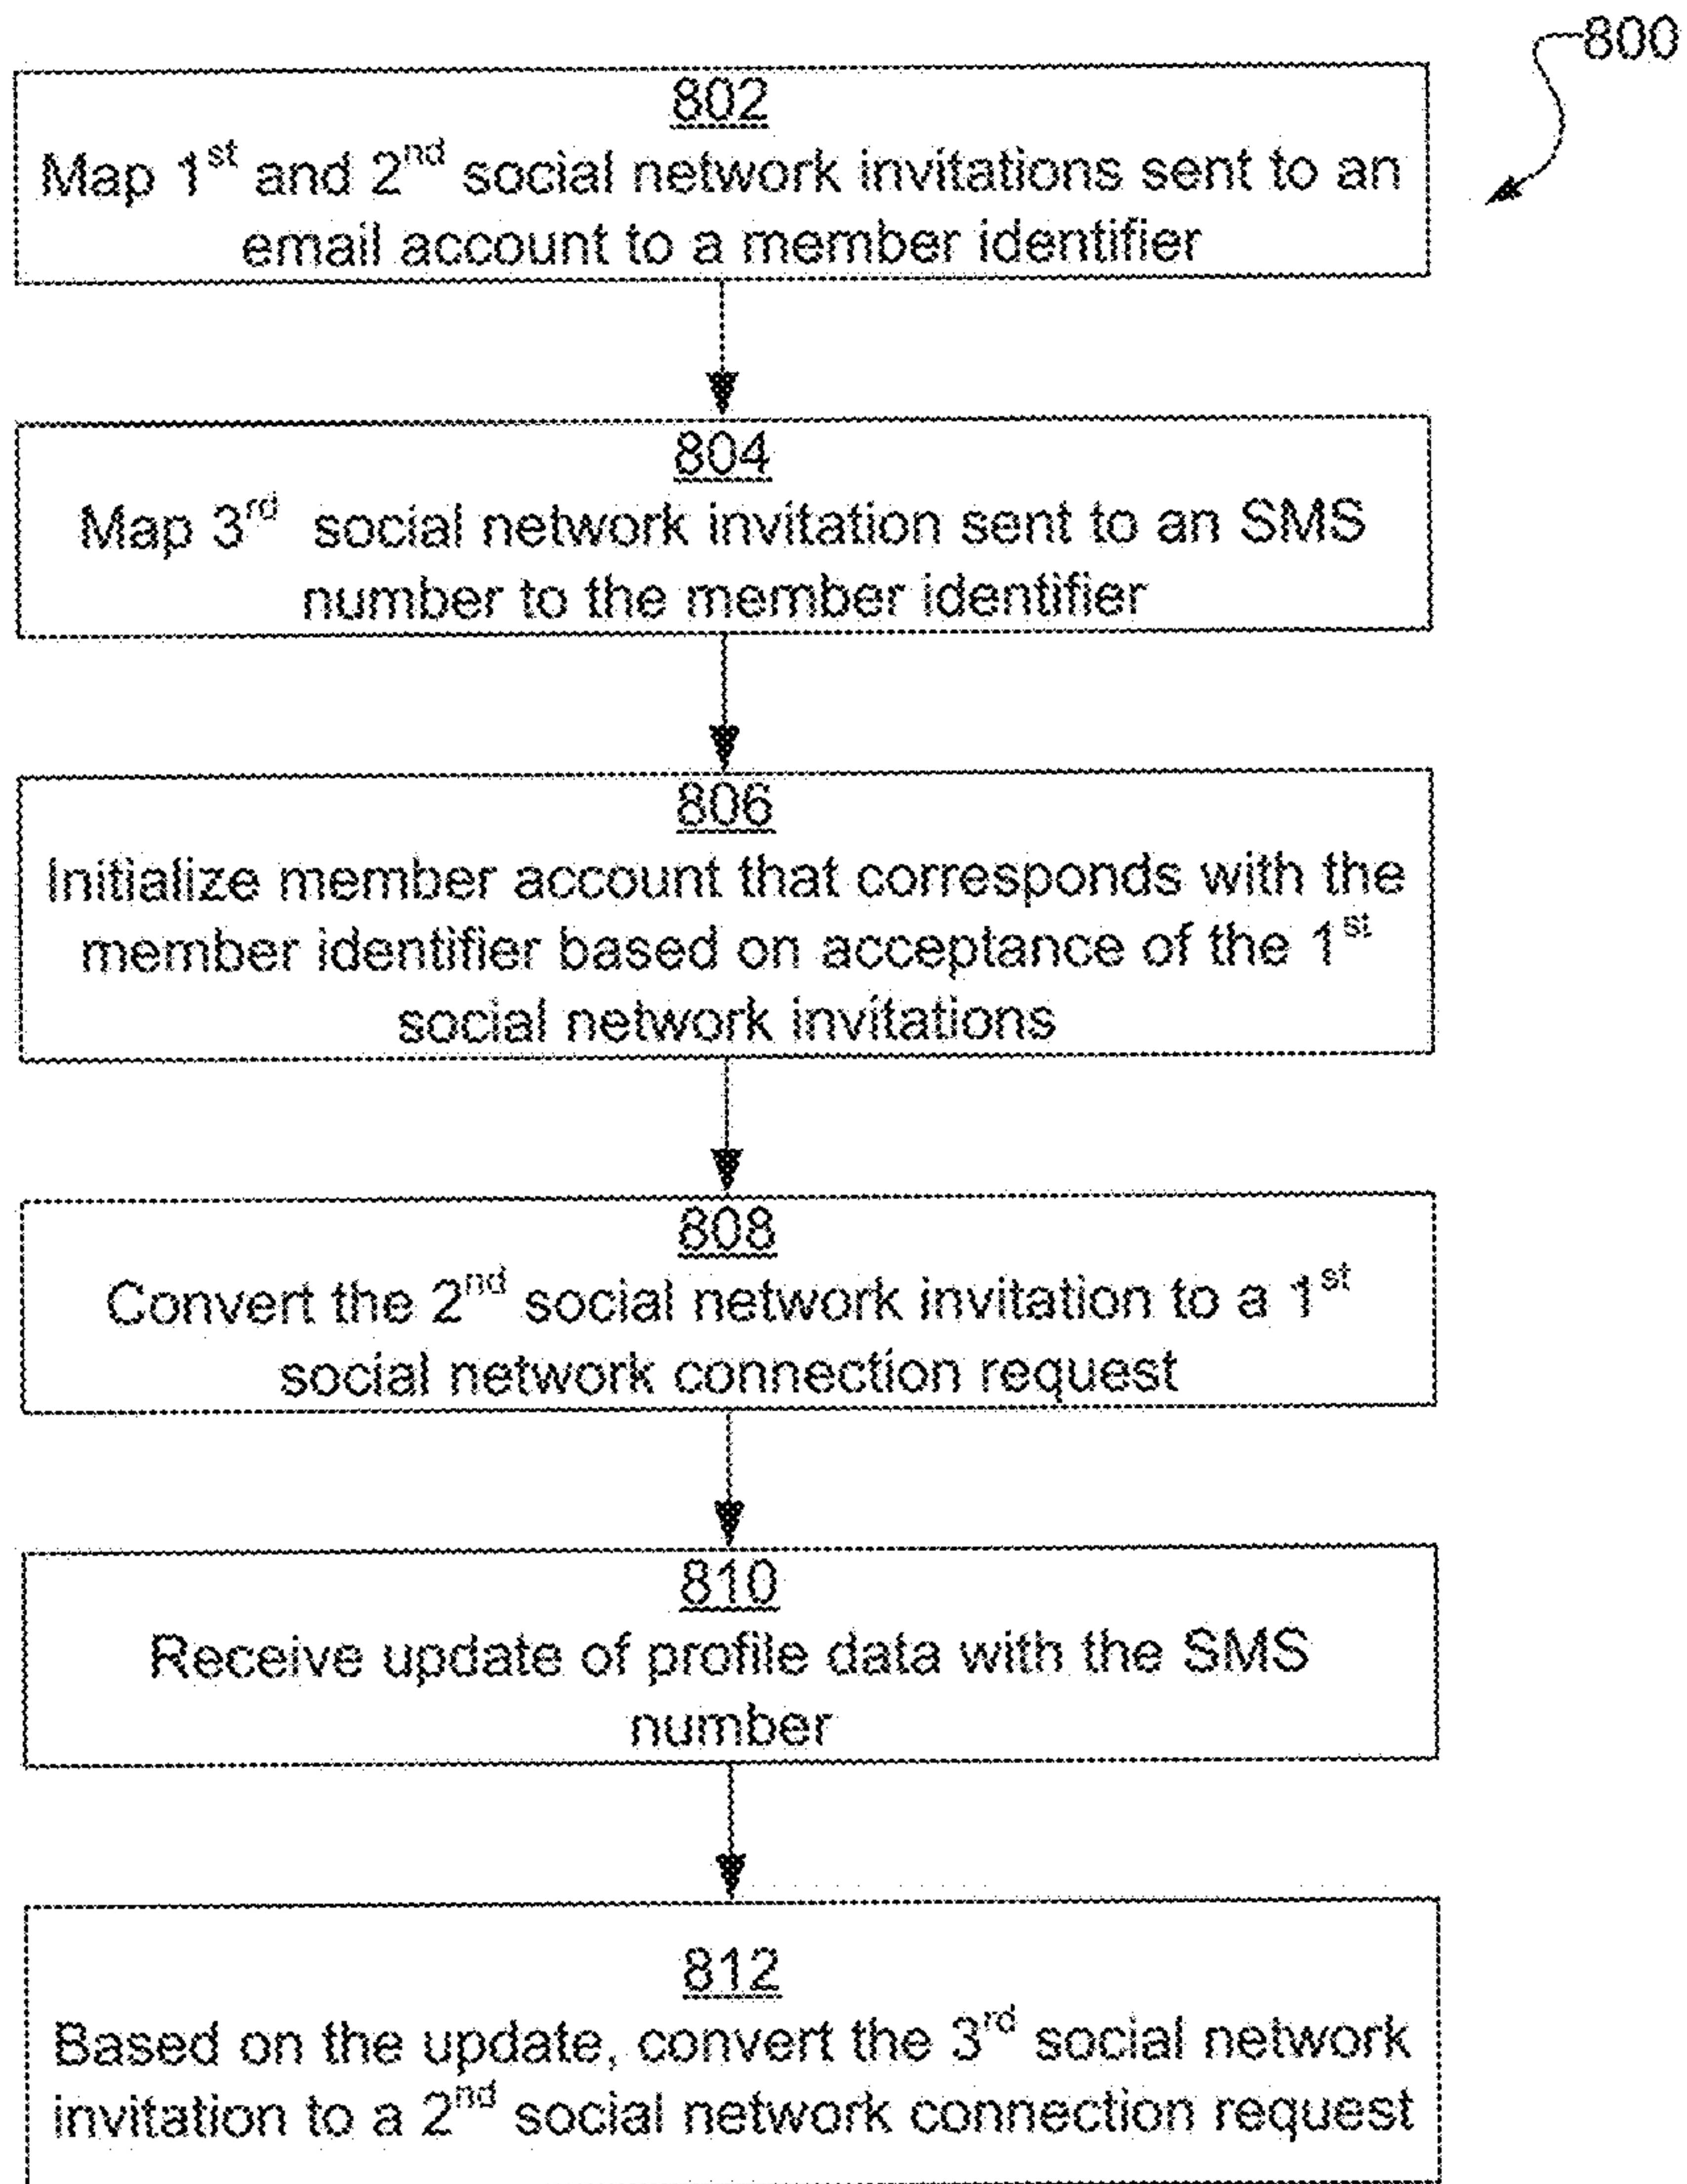 800
802
Map 1st and 2nd social network invitations sent to an
email account to a member identifier
804
Map 3rd social network invitation sent to an SMS
number to the member identifier
806
Initialize member account that corresponds with the
member identifier based on acceptance of the 1st
social network invitations
808
Convert the 2nd social network invitation to a 1st
social network connection request
810
Receive update of profile data with the SMS
number
812
Based on the update, convert the 3rd social network
invitation to a 2nd social network connection request